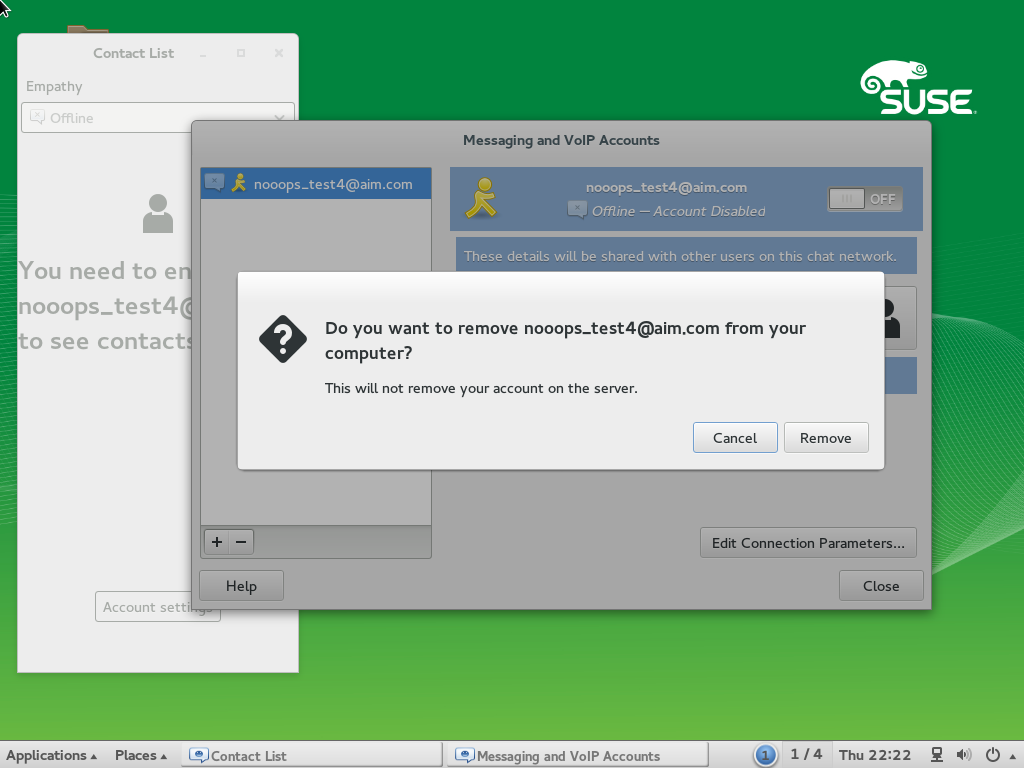 Contact List
Empathy
Offline
SUSE
Messaging and VoIP Accounts
nooops_test4@aim.com
nooops_test4@aim.com
Offline — Account Disabled
OFF
These details will be shared with other users on this chat network.
You need to en
nooops_test4@
to see contacts
Do you want to remove nooops_test4@aim.com from your
computer?
This will not remove your account on the server.
Cancel
Remove
+ −
Edit Connection Parameters...
Help
Close
Account settings
Applications
Places
Contact List
Messaging and VoIP Accounts
1
1 / 4
Thu 22:22